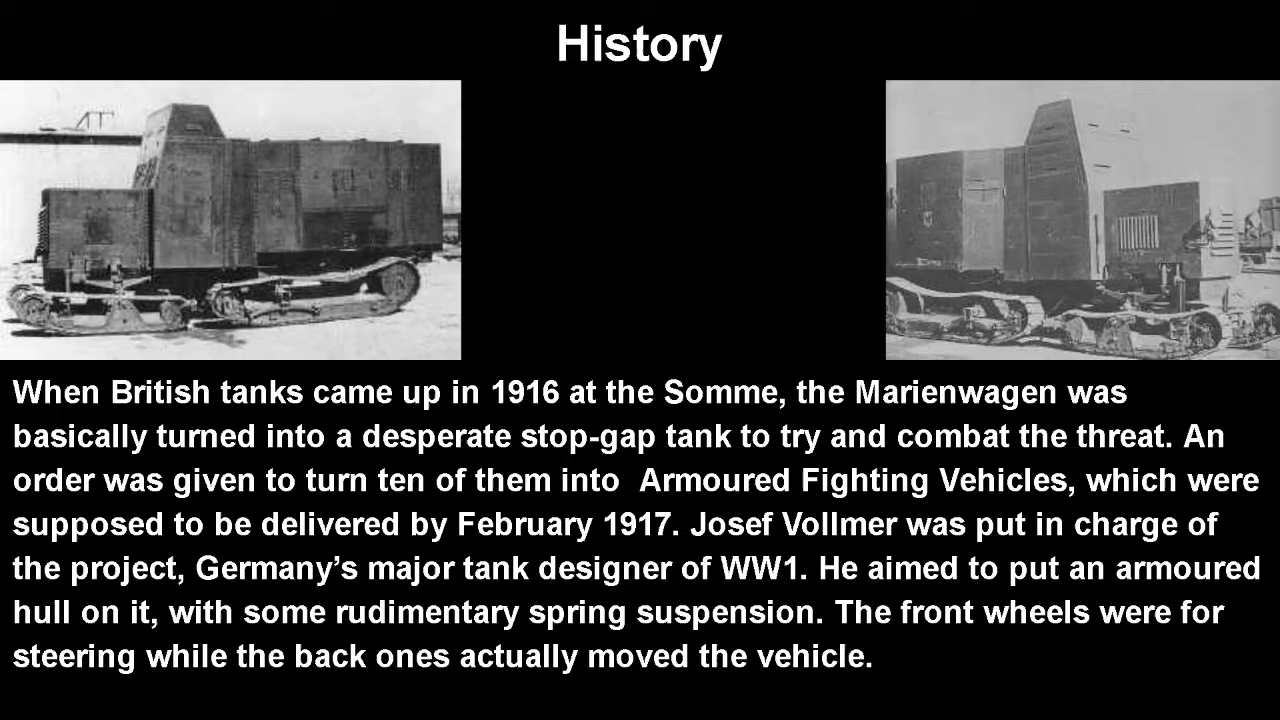 History
When British tanks came up in 1916 at the Somme, the Marienwagen was
basically turned into a desperate stop-gap tank to try and combat the threat. An
order was given to turn ten of them into  Armoured Fighting Vehicles, which were
supposed to be delivered by February 1917. Josef Vollmer was put in charge of
the project, Germany’s major tank designer of WW1. He aimed to put an armoured
hull on it, with some rudimentary spring suspension. The front wheels were for
steering while the back ones actually moved the vehicle.